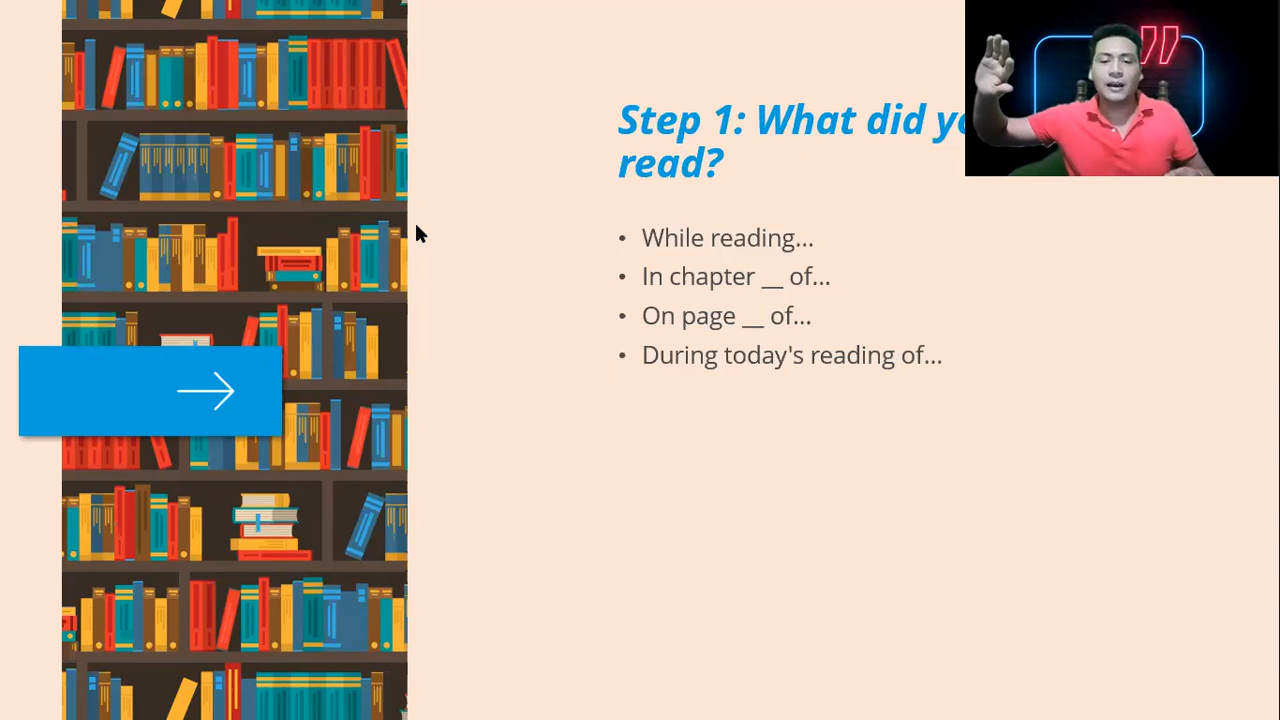 Step 1: What did
read?
• While reading...
• In chapter __ of...
• On page __ of...
• During today's reading of...